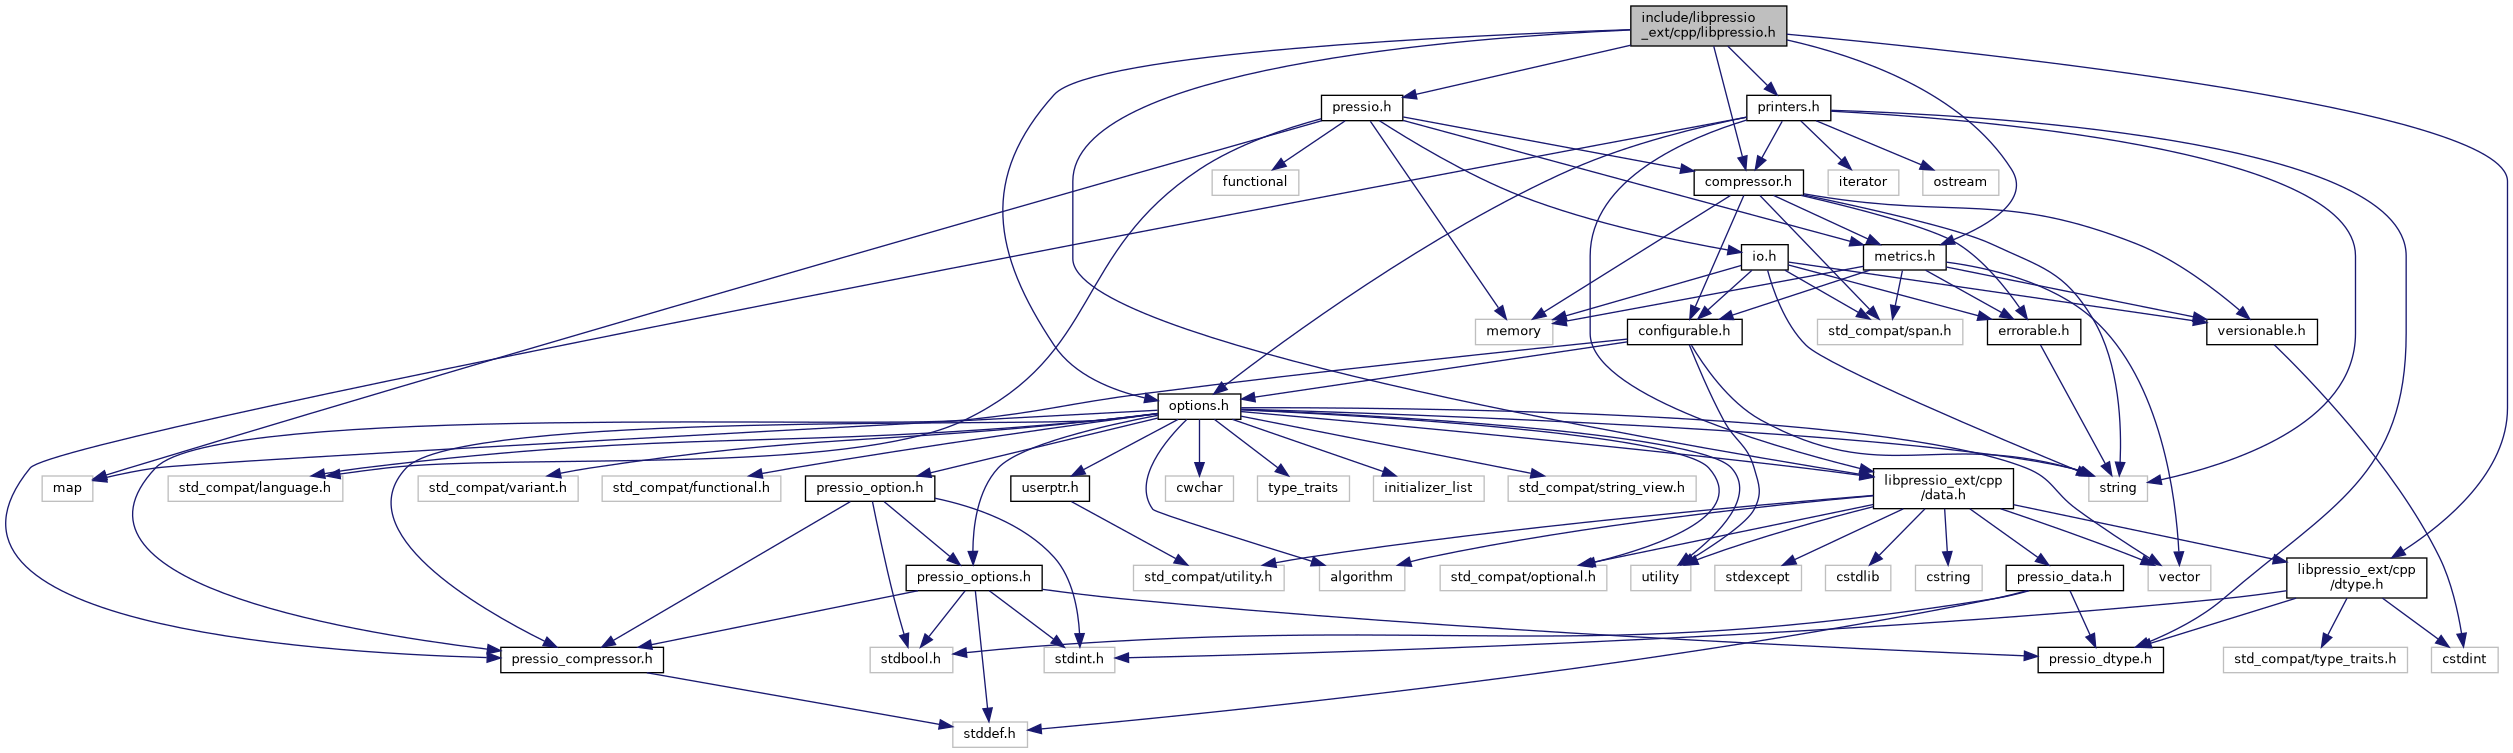 include/libpressio
_ext/cpp/libpressio.h
pressio.h
printers.h
functional
compressor.h
iterator
ostream
io.h
metrics.h
memory
configurable.h
std_compat/span.h
errorable.h
versionable.h
options.h
map
std_compat/language.h
std_compat/variant.h
std_compat/functional.h
pressio_option.h
userptr.h
cwchar
type_traits
initializer_list
std_compat/string_view.h
libpressio_ext/cpp
/data.h
string
pressio_options.h
std_compat/utility.h
algorithm
std_compat/optional.h
utility
stdexcept
cstdlib
cstring
pressio_data.h
vector
libpressio_ext/cpp
/dtype.h
pressio_compressor.h
stdbool.h
stdint.h
pressio_dtype.h
std_compat/type_traits.h
cstdint
stddef.h